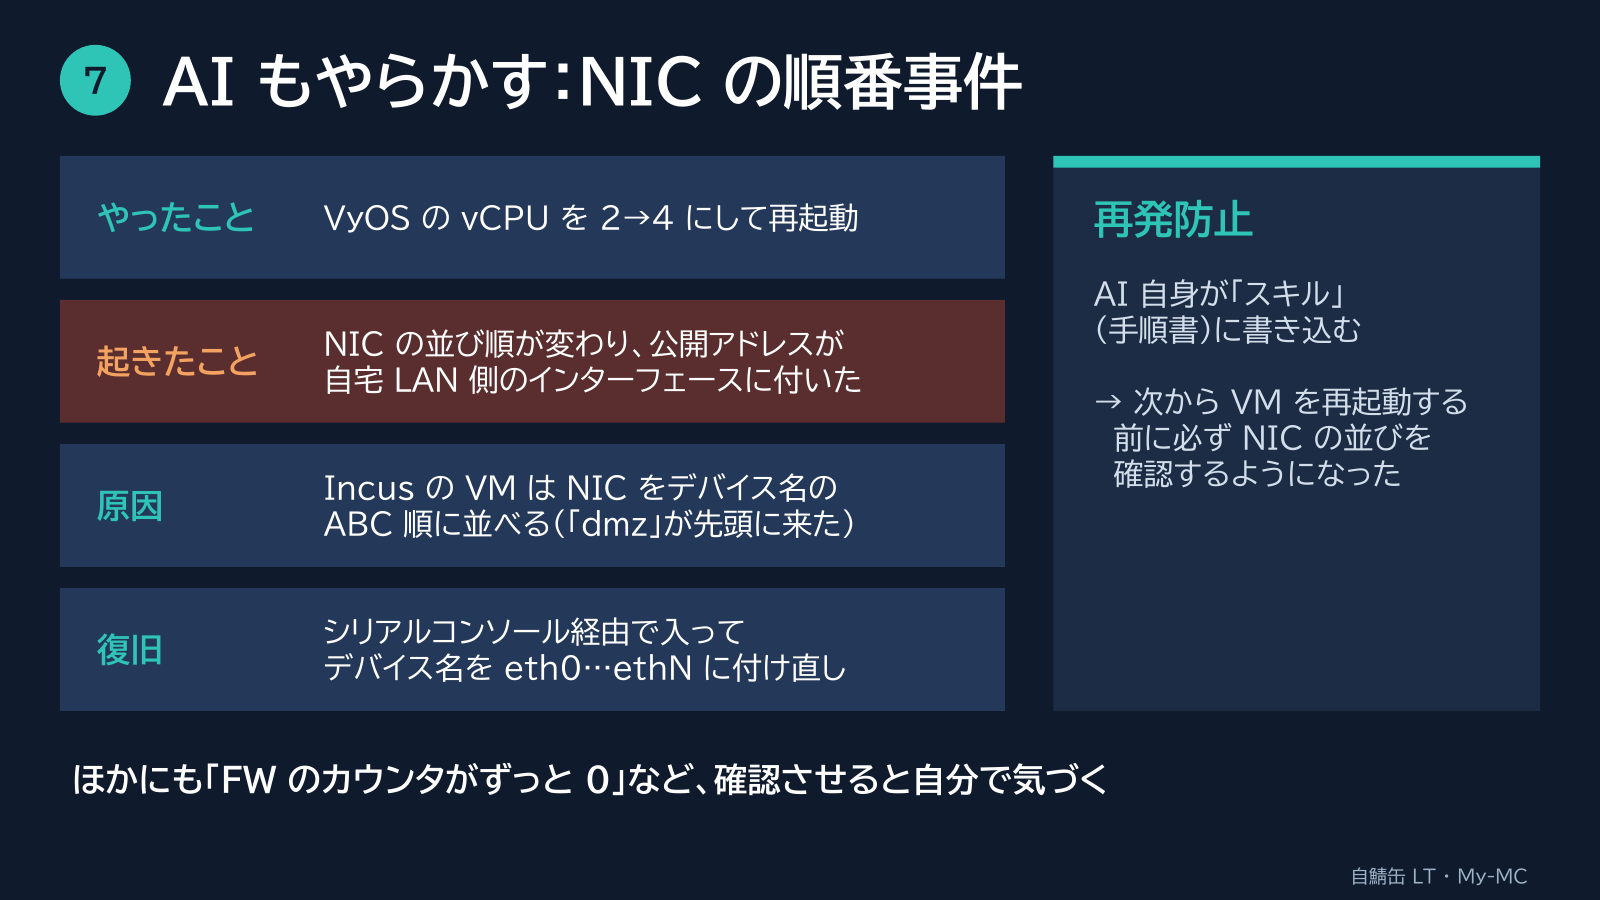 7
AI もやらかす：NIC の順番事件
やったこと
VyOS の vCPU を 2→4 にして再起動
起きたこと
NIC の並び順が変わり、公開アドレスが
自宅 LAN 側のインターフェースに付いた
原因
Incus の VM は NIC をデバイス名の
ABC 順に並べる（「dmz」が先頭に来た）
復旧
シリアルコンソール経由で入って
デバイス名を eth0…ethN に付け直し
再発防止
AI 自身が「スキル」
（手順書）に書き込む
→ 次から VM を再起動する
前に必ず NIC の並びを
確認するようになった
ほかにも「FW のカウンタがずっと 0」など、確認させると自分で気づく
自鯖缶 LT・My-MC